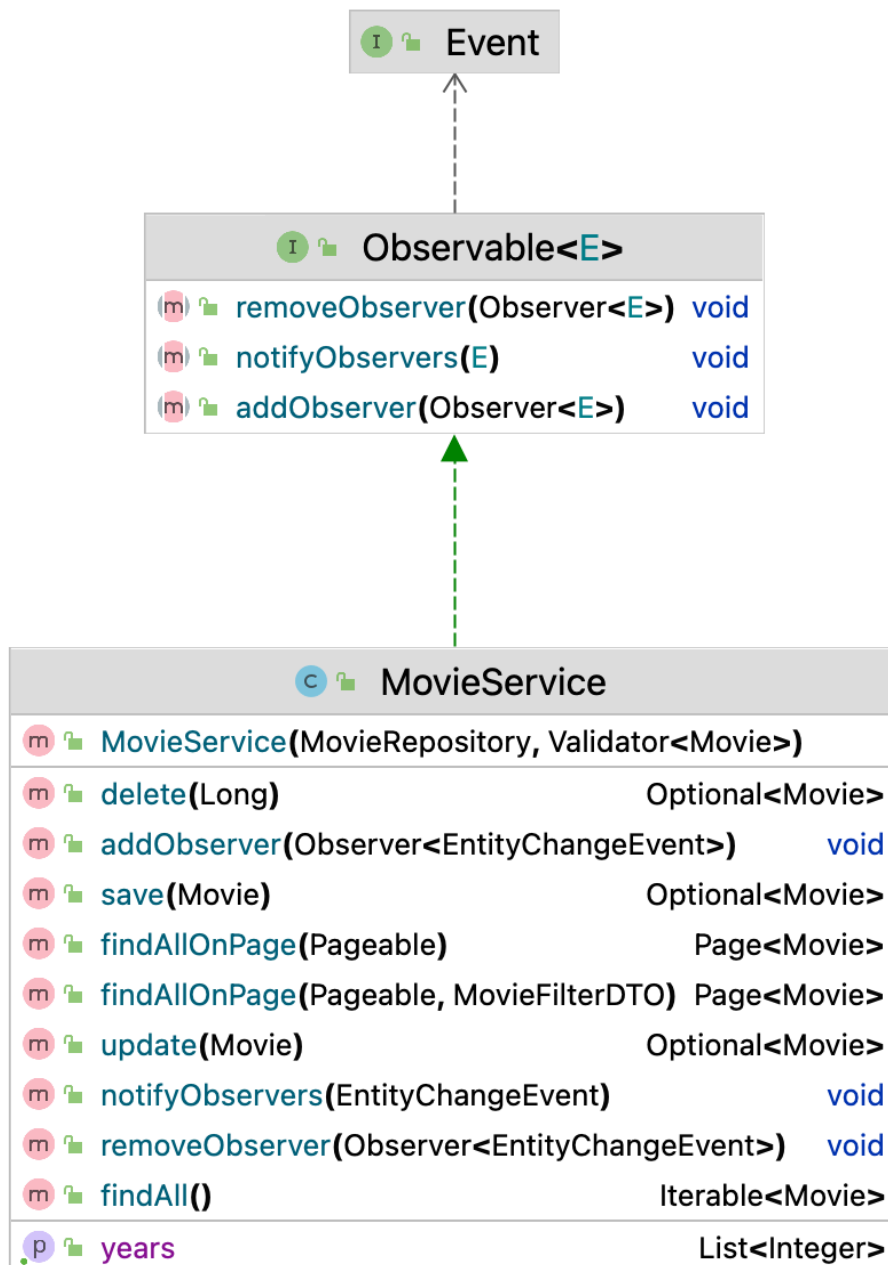 I Event
I Observable<E>
m removeObserver(Observer<E>) void
m notifyObservers(E) void
m addObserver(Observer<E>) void
C MovieService
m MovieService(MovieRepository, Validator<Movie>)
m delete(Long) Optional<Movie>
m addObserver(Observer<EntityChangeEvent>) void
m save(Movie) Optional<Movie>
m findAllOnPage(Pageable) Page<Movie>
m findAllOnPage(Pageable, MovieFilterDTO) Page<Movie>
m update(Movie) Optional<Movie>
m notifyObservers(EntityChangeEvent) void
m removeObserver(Observer<EntityChangeEvent>) void
m findAll() Iterable<Movie>
p years List<Integer>